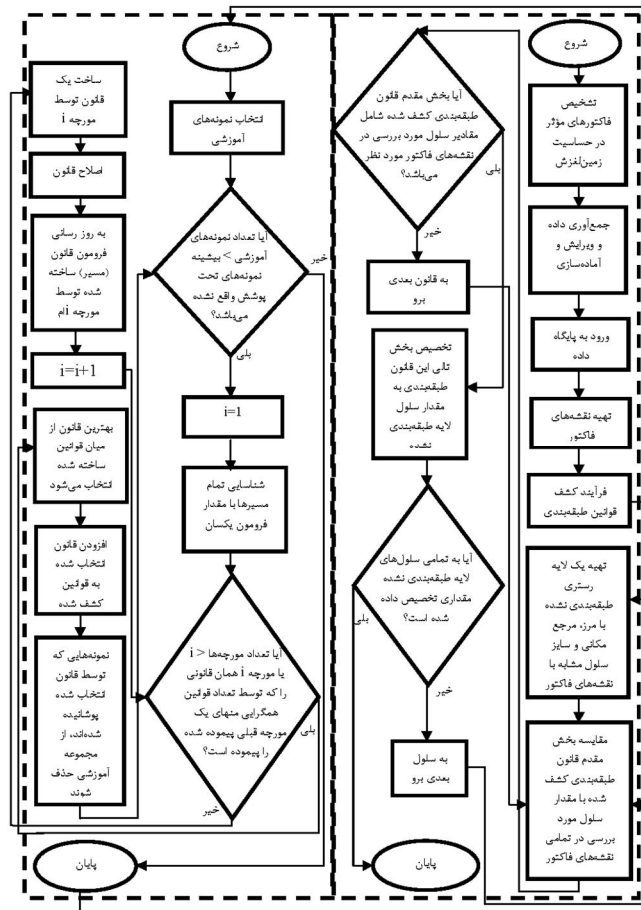 شروع
تشخیص
فاکتورهای مؤثر
در حساسیت
زمین‌لغزش
جمع‌آوری داده
و ویرایش و
آماده‌سازی
ورود به پایگاه
داده
تهیه نقشه‌های
فاکتور
فرآیند کشف
قوانین طبقه‌بندی
تهیه یک لایه
رستری
طبقه‌بندی نشده
با مرز، مرجع
مکانی و سایز
سلول مشابه با
نقشه‌های فاکتور
مقایسه بخش
مقدم قانون
طبقه‌بندی کشف
شده با مقدار
سلول مورد
بررسی در تمامی
نقشه‌های فاکتور
آیا بخش مقدم قانون
طبقه‌بندی کشف شده شامل
مقادیر سلول مورد بررسی در
نقشه‌های فاکتور مورد نظر
می‌باشد؟
بلی
خیر
به قانون بعدی
برو
تخصیص بخش
تالی این قانون
طبقه‌بندی به
مقدار سلول
لایه طبقه‌بندی
نشده
آیا به تمامی سلول‌های
لایه طبقه‌بندی نشده
مقداری تخصیص داده
شده است؟
بلی
خیر
به سلول
بعدی برو
پایان
شروع
انتخاب نمونه‌های
آموزشی
آیا تعداد نمونه‌های
آموزشی > بیشینه
نمونه‌های تحت
پوشش واقع نشده
می‌باشد؟
خیر
بلی
i=1
شناسایی تمام
مسیرها با مقدار
فرومون یکسان
آیا تعداد مورچه‌ها > i
یا مورچه i همان قانونی
را که توسط تعداد قوانین
همگرایی منهای یک
مورچه قبلی پیموده شده
را پیموده است؟
بلی
خیر
ساخت یک
قانون توسط
مورچه i
اصلاح قانون
به روز رسانی
فرومون قانون
(مسیر) ساخته
شده توسط
مورچه iام
i=i+1
بهترین قانون از
میان قوانین
ساخته شده
انتخاب می‌شود
افزودن قانون
انتخاب شده
به قوانین
کشف شده
نمونه‌هایی که
توسط قانون
انتخاب شده
پوشانیده
شده‌اند، از
مجموعه
آموزشی حذف
شوند
پایان